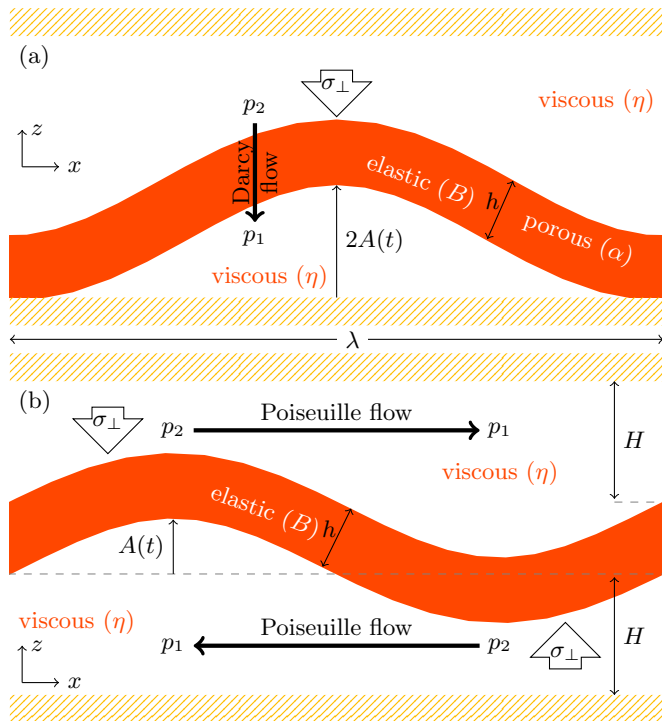 (a)
σ⊥
p₂
viscous (η)
z
x
Darcy
flow
elastic (B)
h
porous (α)
p₁
2A(t)
viscous (η)
λ
(b)
σ⊥
Poiseuille flow
p₂
p₁
H
viscous (η)
elastic (B)
h
A(t)
viscous (η)
Poiseuille flow
p₁
p₂
σ⊥
H
z
x